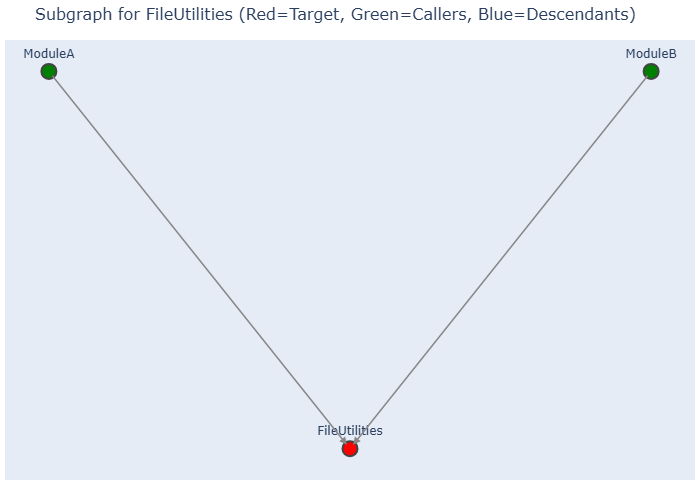 Subgraph for FileUtilities (Red=Target, Green=Callers, Blue=Descendants)
ModuleA
ModuleB
FileUtilities